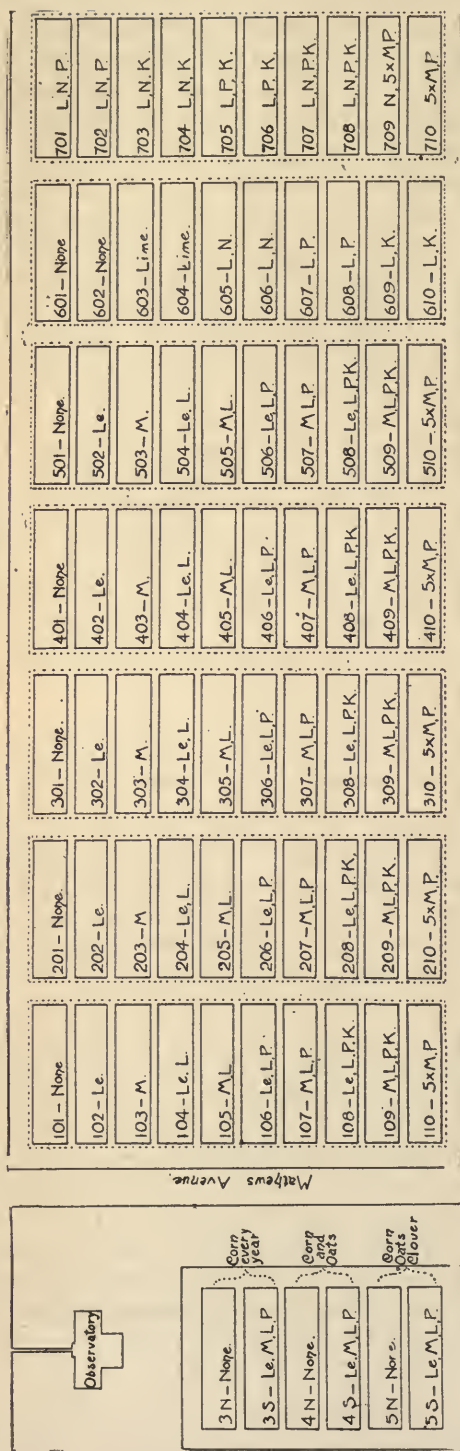 701 L,N,P.
702 L,N,P
703 L,N,K
704 L,N,K
705 L,P,K.
706 L,P,K.
707 L,N,P,K
708 L,N,P,K.
709 N,5xM,P.
710 5xM,P.
601-None
602-None
603-Lime.
604-Lime.
605-L,N.
606-L,N.
607-L,P.
608-L,P
609-L,K.
610-L,K.
501-None.
502-Le.
503-M.
504-Le,L.
505-M,L.
506-Le,L,P
507-M,L,P.
508-Le,L,P,K
509-M,L,P,K.
510-5xM,P.
401-None
402-Le.
403-M.
404-Le,L.
405-M,L.
406-Le,L,P.
407-M,L,P.
408-Le,L,P,K
409-M,L,P,K.
410-5xM,P.
301-None.
302-Le.
303-M.
304-Le,L.
305-M,L.
306-Le,L,P.
307-M,L,P.
308-Le,L,P,K.
309-M,L,P,K.
310-5xM,P.
201-None.
202-Le.
203-M
204-Le,L.
205-M,L.
206-Le,L,P
207-M,L,P
208-Le,L,P,K.
209-M,L,P,K.
210-5xM,P.
101-None
102-Le.
103-M.
104-Le,L.
105-M,L
106-Le,L,P.
107-M,L,P
108-Le,L,P,K.
109-M,L,P,K.
110-5xM,P
Mathews Avenue.
Observatory
Corn every year
3N-None.
3S-Le,M,L,P.
Corn and Oats
4N-None.
4S-Le,M,L,P.
Corn Oats Clover
5N-None.
5S-Le,M,L,P.